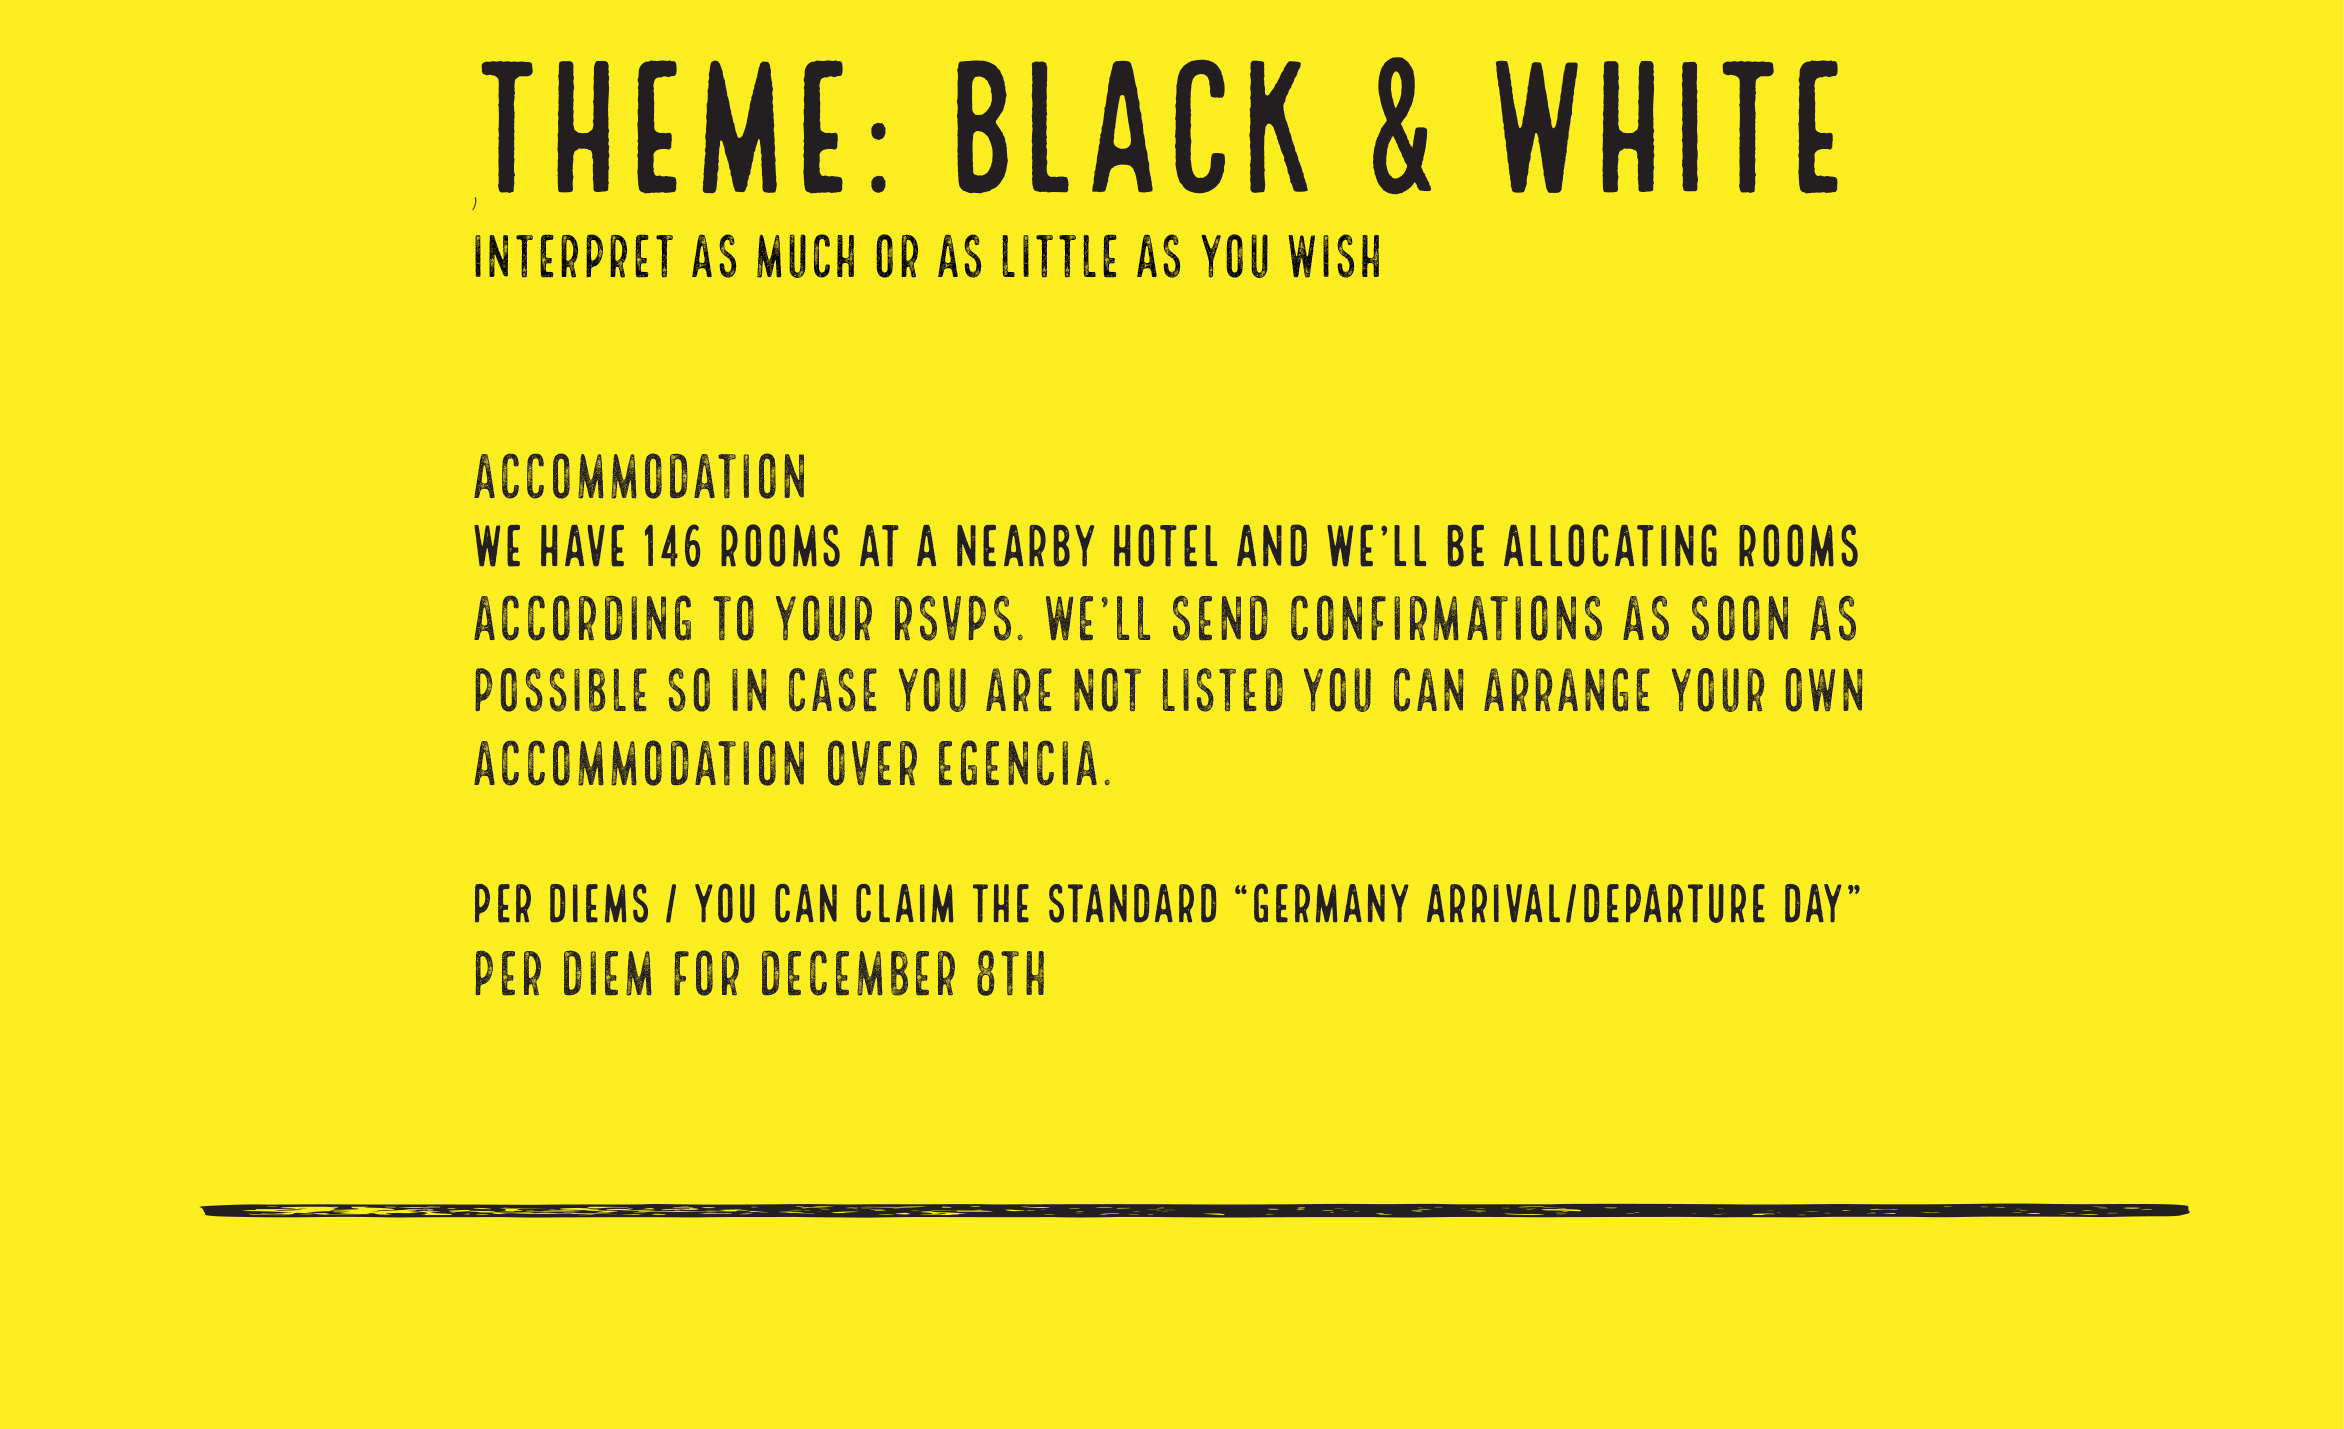 THEME: BLACK & WHITE
INTERPRET AS MUCH OR AS LITTLE AS YOU WISH
ACCOMMODATION
WE HAVE 146 ROOMS AT A NEARBY HOTEL AND WE’LL BE ALLOCATING ROOMS
ACCORDING TO YOUR RSVPS. WE’LL SEND CONFIRMATIONS AS SOON AS
POSSIBLE SO IN CASE YOU ARE NOT LISTED YOU CAN ARRANGE YOUR OWN
ACCOMMODATION OVER EGENCIA.
PER DIEMS / YOU CAN CLAIM THE STANDARD “GERMANY ARRIVAL/DEPARTURE DAY”
PER DIEM FOR DECEMBER 8TH